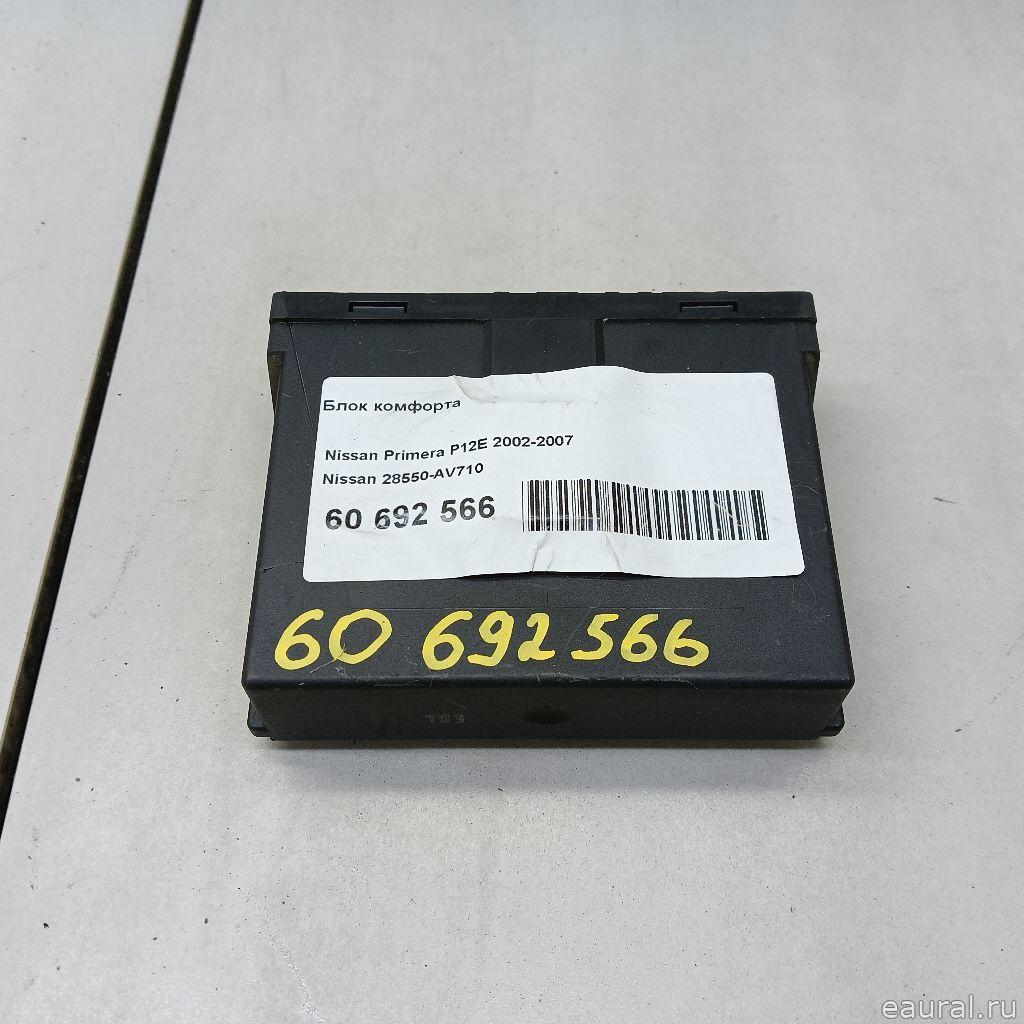 Блок комфорта
Nissan Primera P12E 2002-2007
Nissan 28550-AV710
60 692 566
60 692 566
eaural.ru